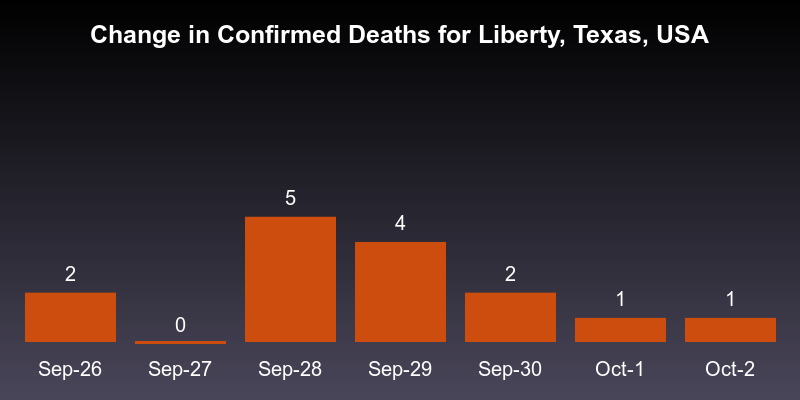 Change in Confirmed Deaths for Liberty, Texas, USA
2 0 5 4 2 1 1
Sep-26 Sep-27 Sep-28 Sep-29 Sep-30 Oct-1 Oct-2